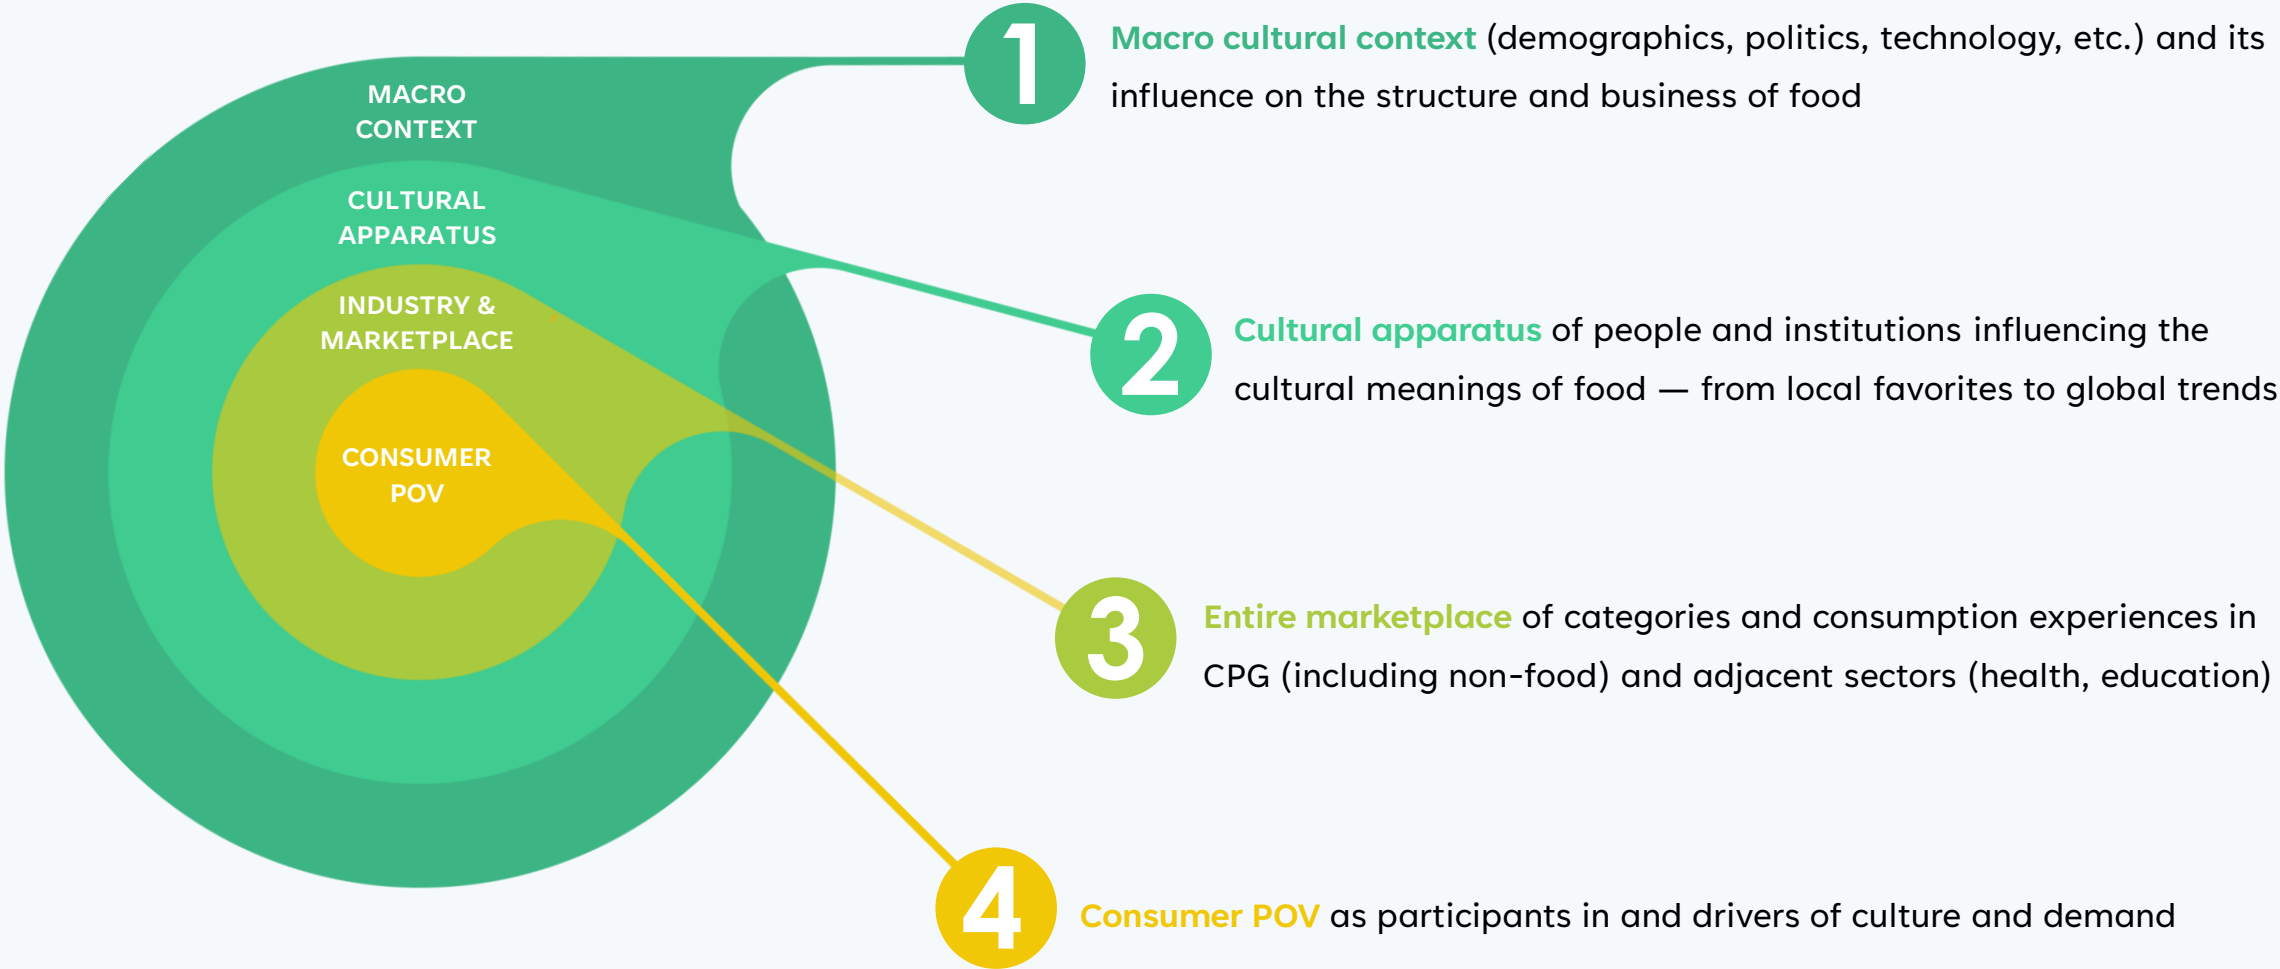 MACRO
CONTEXT
CULTURAL
APPARATUS
INDUSTRY &
MARKETPLACE
CONSUMER
POV
1
Macro cultural context (demographics, politics, technology, etc.) and its
influence on the structure and business of food
2
Cultural apparatus of people and institutions influencing the
cultural meanings of food — from local favorites to global trends
3
Entire marketplace of categories and consumption experiences in
CPG (including non-food) and adjacent sectors (health, education)
4
Consumer POV as participants in and drivers of culture and demand